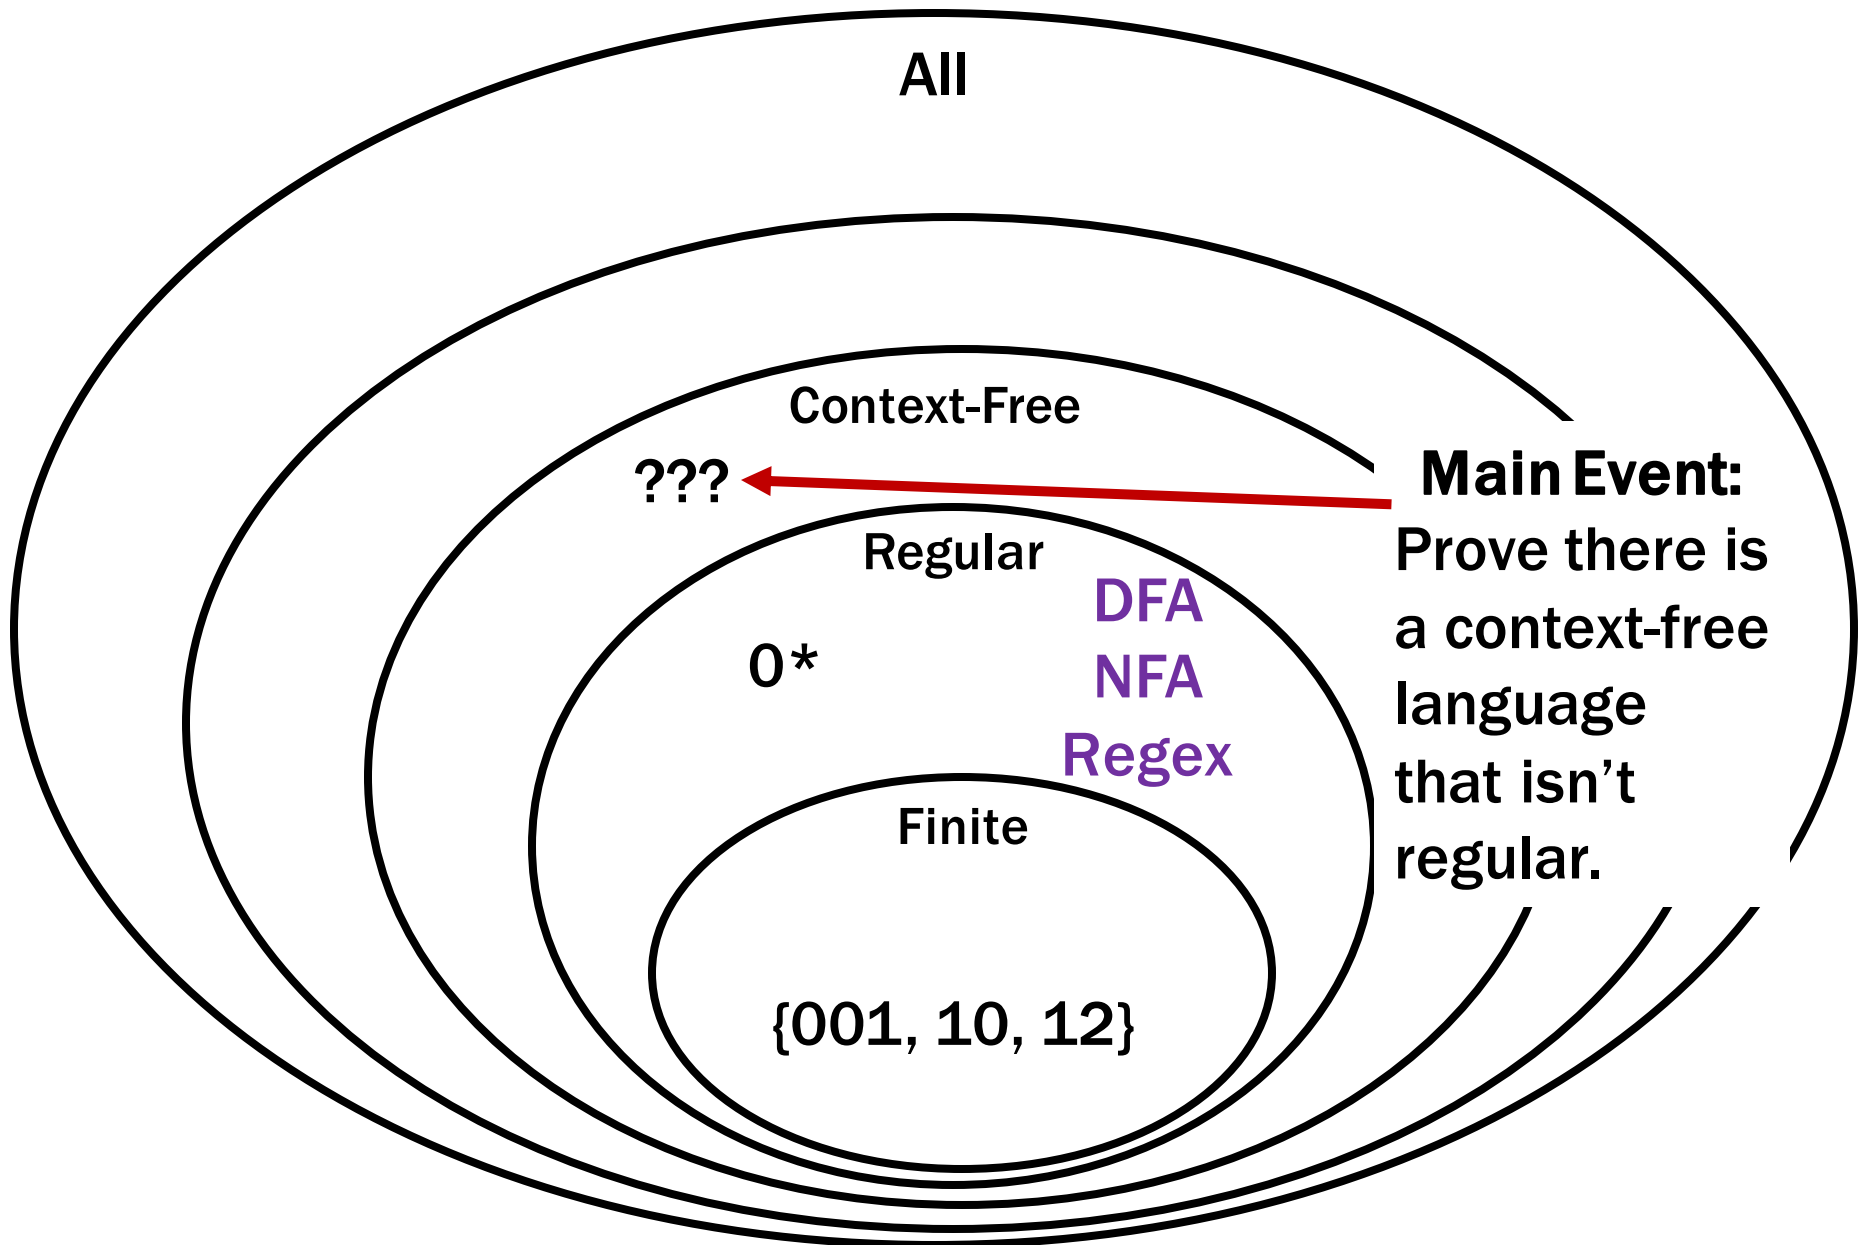 All
Context-Free
???
Main Event:
Prove there is
a context-free
language
that isn’t
regular.
Regular
DFA
NFA
Regex
0*
Finite
{001, 10, 12}